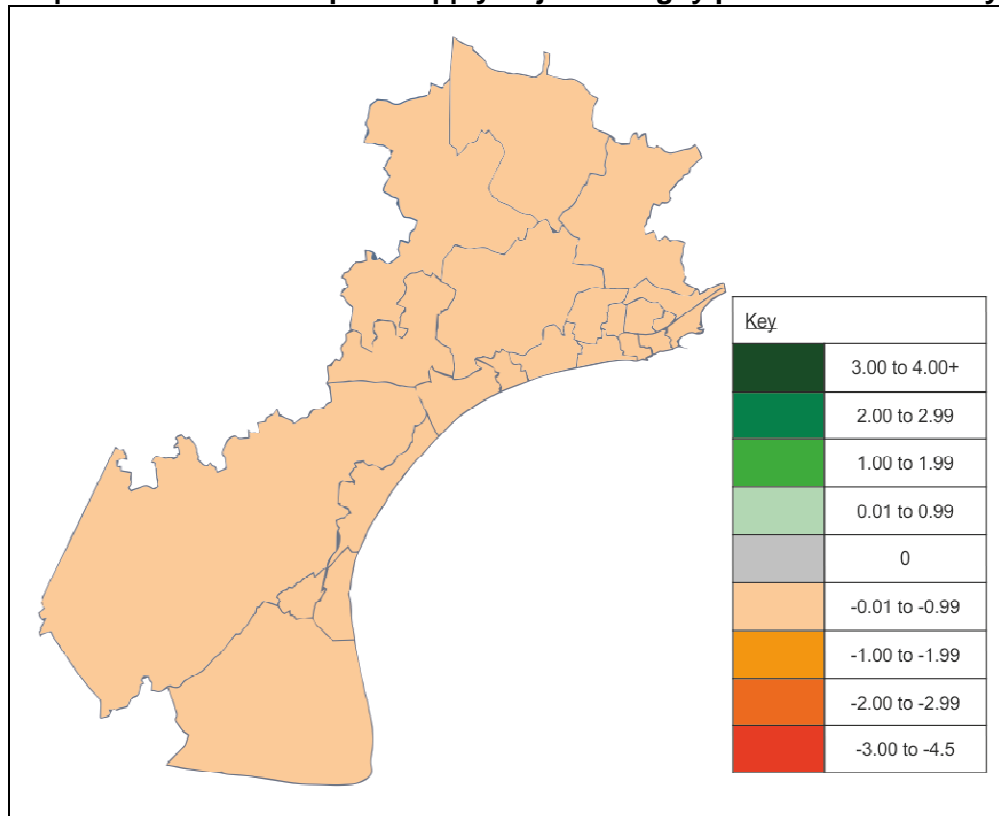 Key
3.00 to 4.00+
2.00 to 2.99
1.00 to 1.99
0.01 to 0.99
0
-0.01 to -0.99
-1.00 to -1.99
-2.00 to -2.99
-3.00 to -4.5